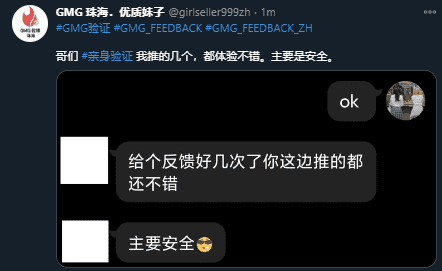 GMG 珠海．优质妹子 @girlseller999zh · 1m
#GMG验证 #GMG_FEEDBACK #GMG_FEEDBACK_ZH
哥们 #亲身验证 我推的几个，都体验不错。主要是安全。
ok
给个反馈好几次了你这边推的都
还不错
主要安全😎